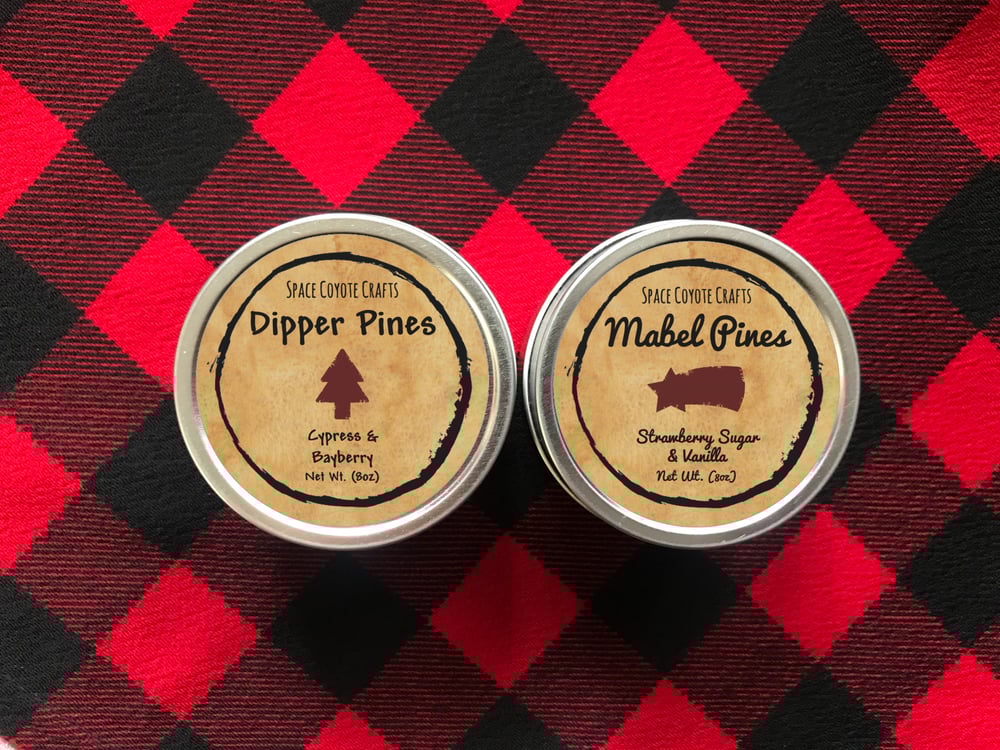 Space Coyote Crafts
Dipper Pines
Cypress &
Bayberry
Net Wt. (8oz)
Space Coyote Crafts
Mabel Pines
Strawberry Sugar
& Vanilla
Net Wt. (8oz)